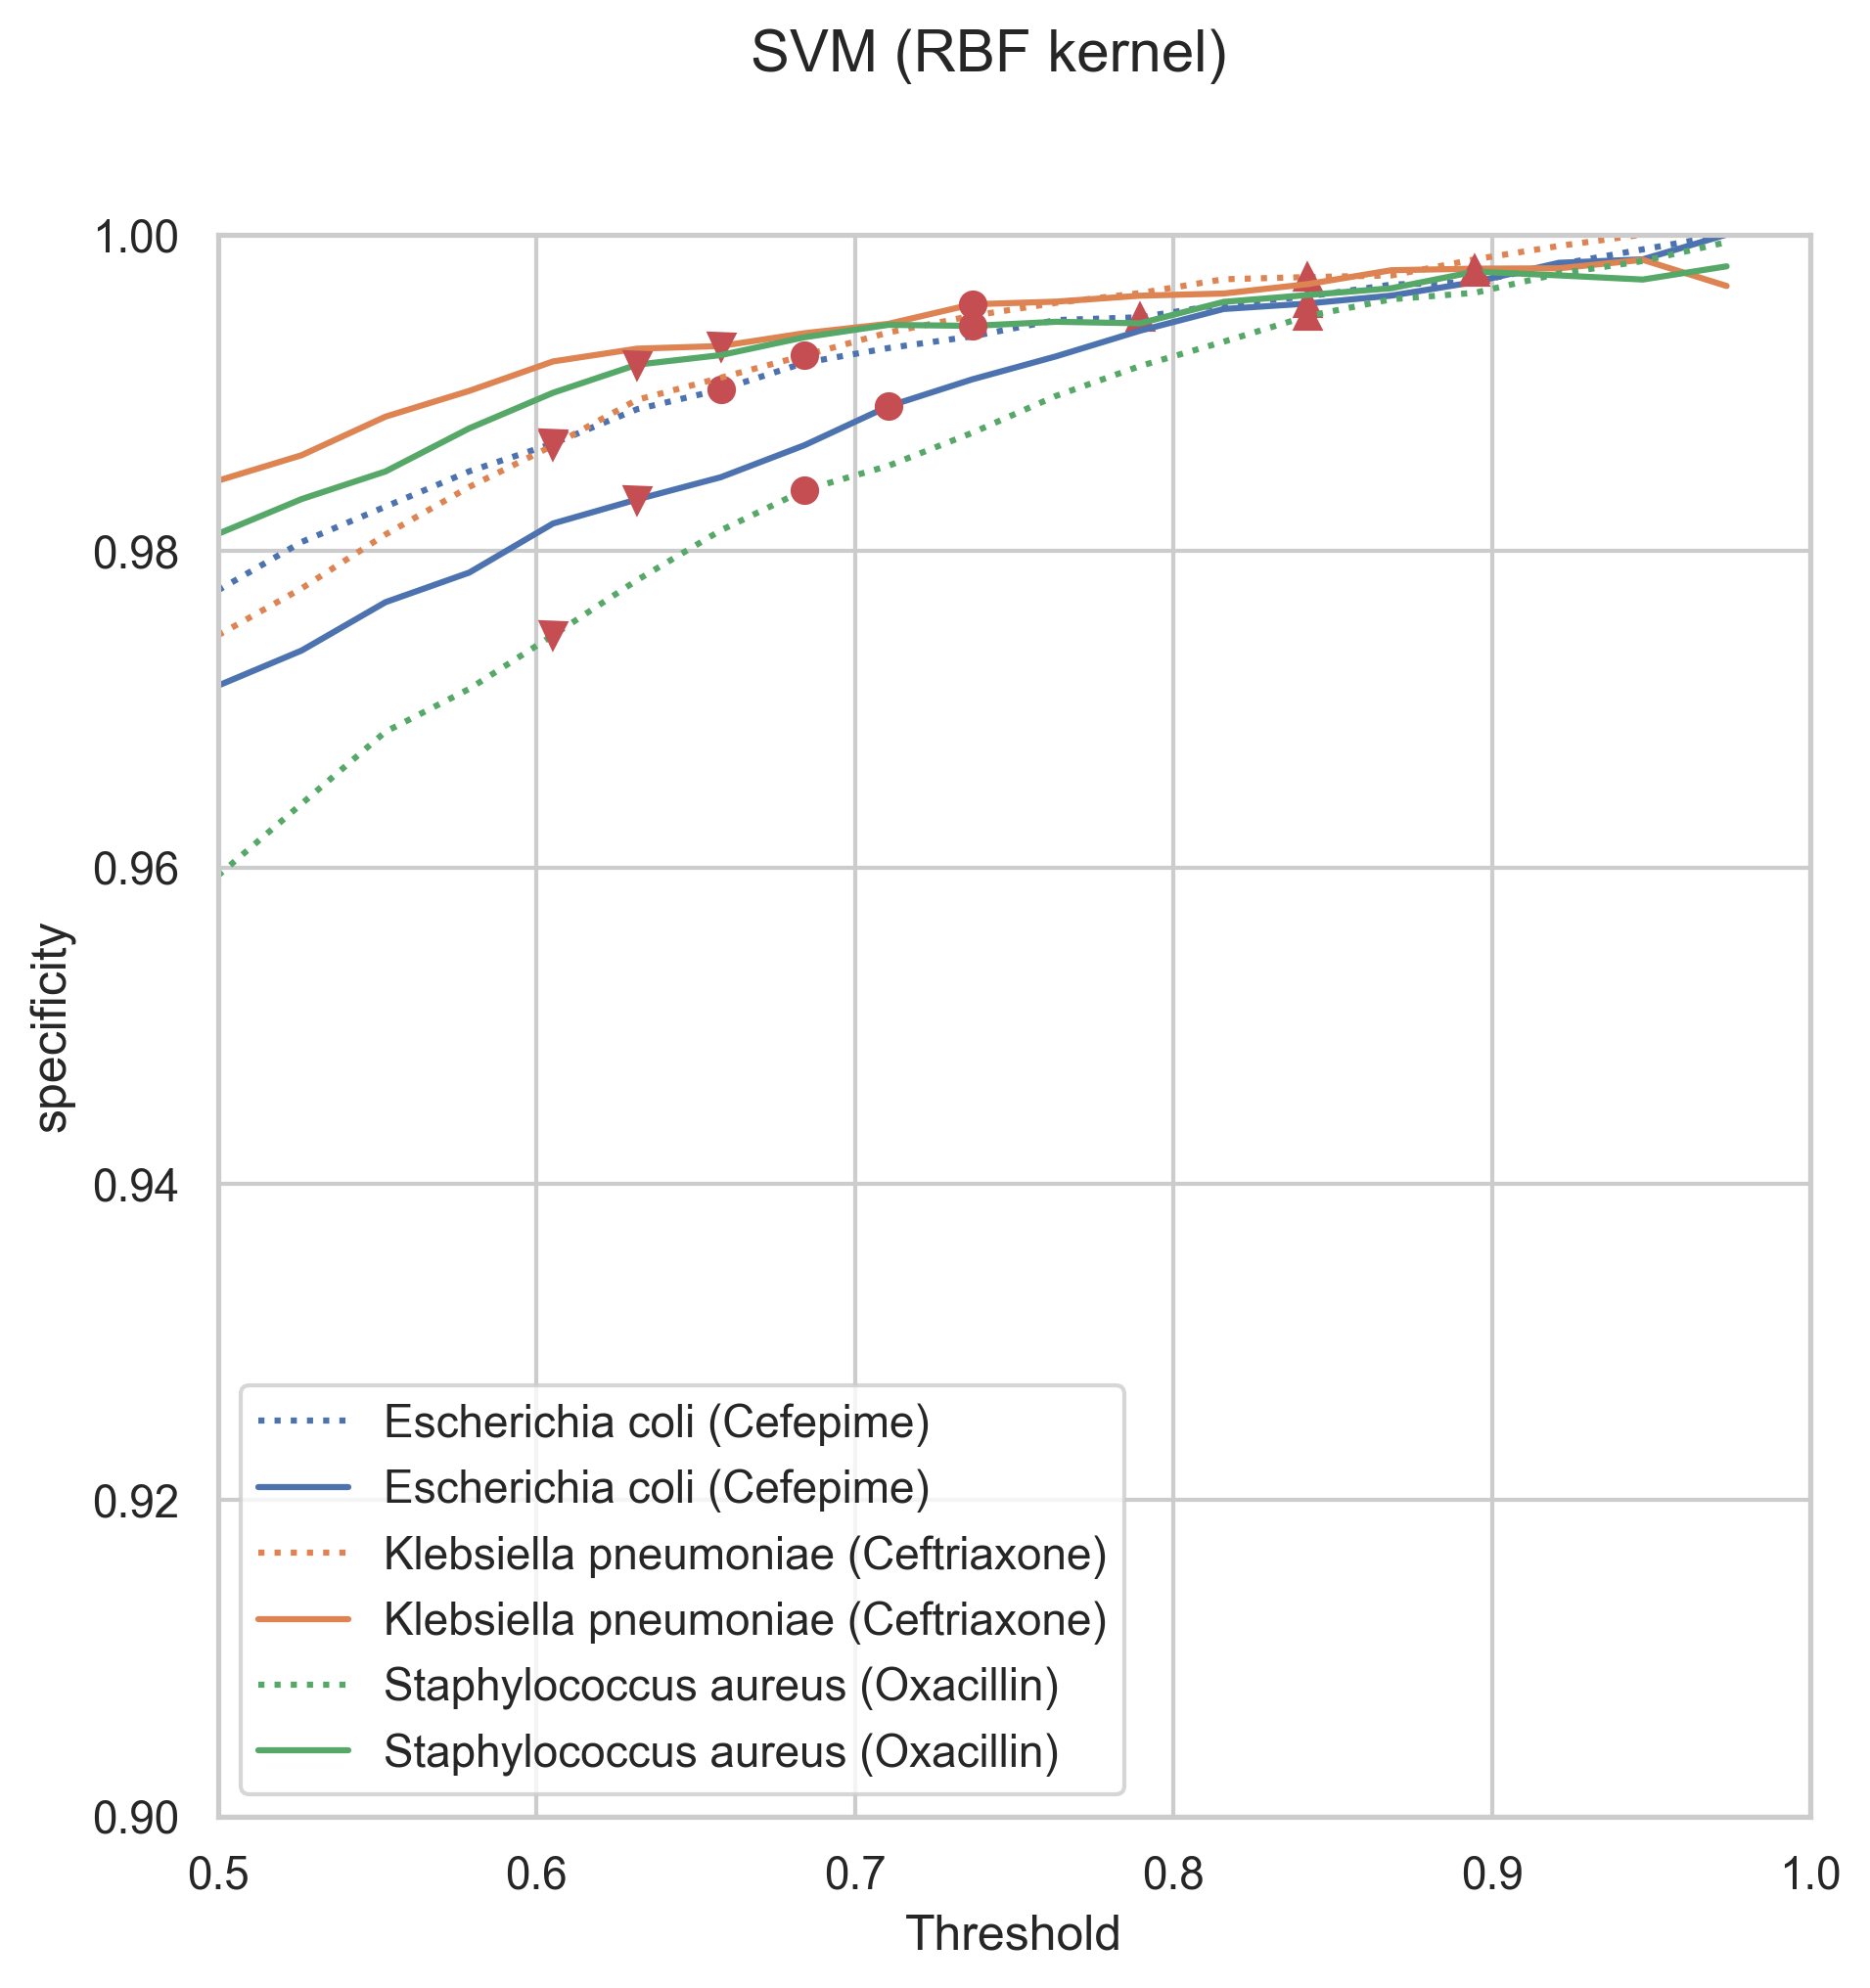 SVM (RBF kernel)
1.00
0.98
0.96
0.94
0.92
0.90
specificity
Escherichia coli (Cefepime)
Escherichia coli (Cefepime)
Klebsiella pneumoniae (Ceftriaxone)
Klebsiella pneumoniae (Ceftriaxone)
Staphylococcus aureus (Oxacillin)
Staphylococcus aureus (Oxacillin)
0.5 0.6 0.7 0.8 0.9 1.0
Threshold